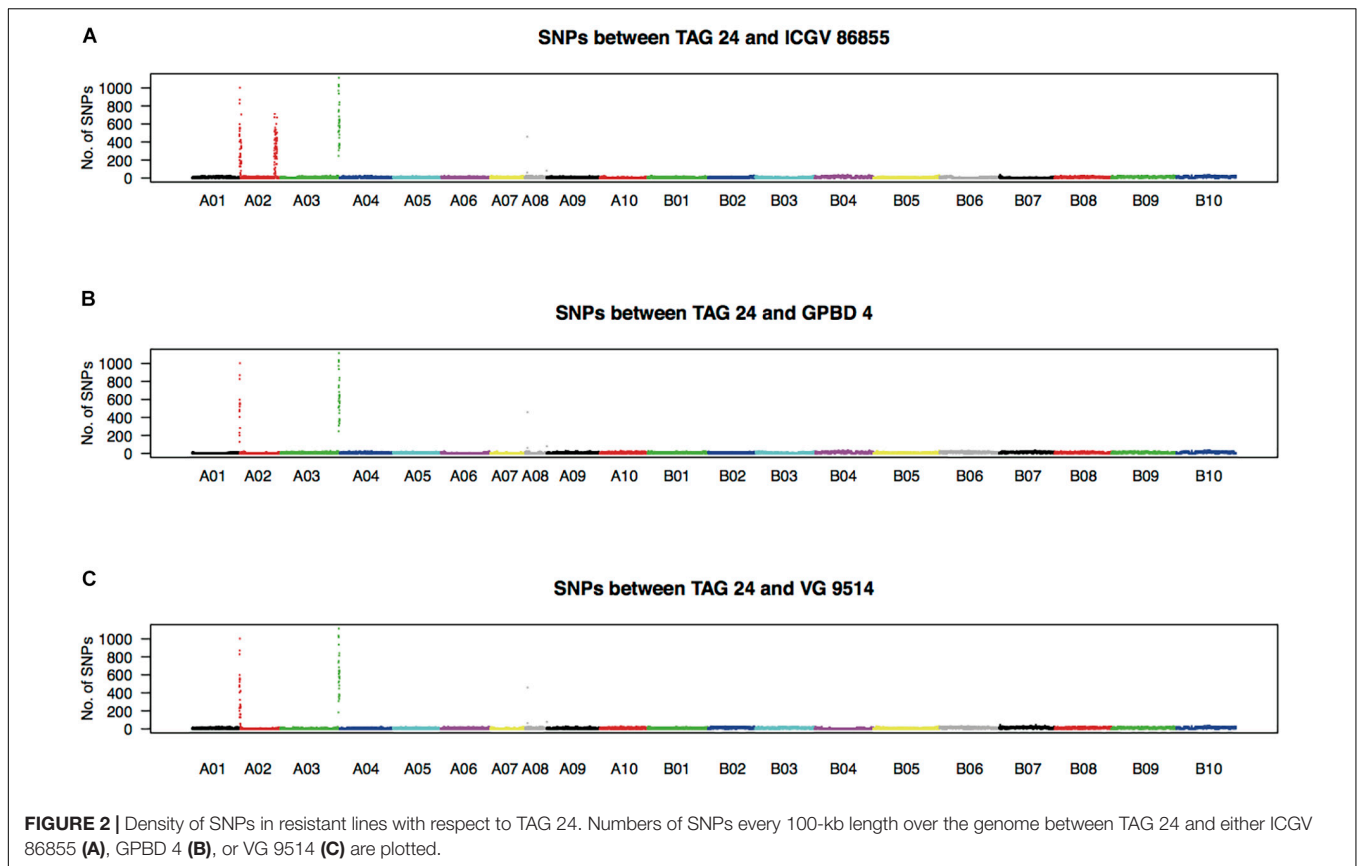 A
SNPs between TAG 24 and ICGV 86855
No. of SNPs
1000
800
600
400
200
0
A01 A02 A03 A04 A05 A06 A07 A08 A09 A10 B01 B02 B03 B04 B05 B06 B07 B08 B09 B10
B
SNPs between TAG 24 and GPBD 4
No. of SNPs
1000
800
600
400
200
0
A01 A02 A03 A04 A05 A06 A07 A08 A09 A10 B01 B02 B03 B04 B05 B06 B07 B08 B09 B10
C
SNPs between TAG 24 and VG 9514
No. of SNPs
1000
800
600
400
200
0
A01 A02 A03 A04 A05 A06 A07 A08 A09 A10 B01 B02 B03 B04 B05 B06 B07 B08 B09 B10
FIGURE 2 | Density of SNPs in resistant lines with respect to TAG 24. Numbers of SNPs every 100-kb length over the genome between TAG 24 and either ICGV
86855 (A), GPBD 4 (B), or VG 9514 (C) are plotted.